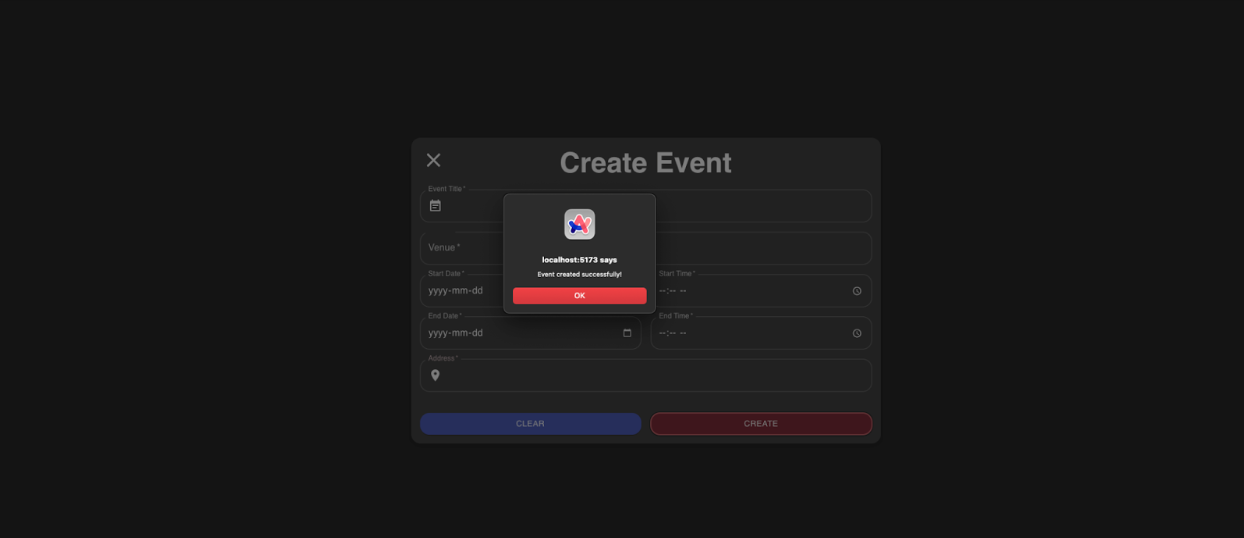 Create Event
Event Title *
Venue *
Start Date *
yyyy-mm-dd
Start Time *
--:-- --
End Date *
yyyy-mm-dd
End Time *
--:-- --
Address *
CLEAR
CREATE
localhost:5173 says
Event created successfully!
OK